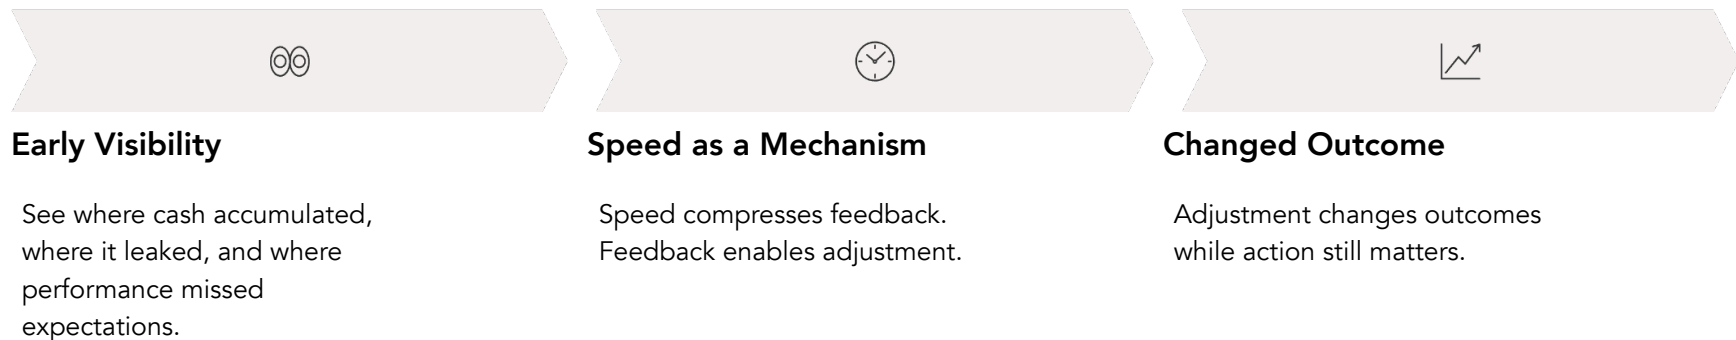 Early Visibility
See where cash accumulated,
where it leaked, and where
performance missed
expectations.
Speed as a Mechanism
Speed compresses feedback.
Feedback enables adjustment.
Changed Outcome
Adjustment changes outcomes
while action still matters.